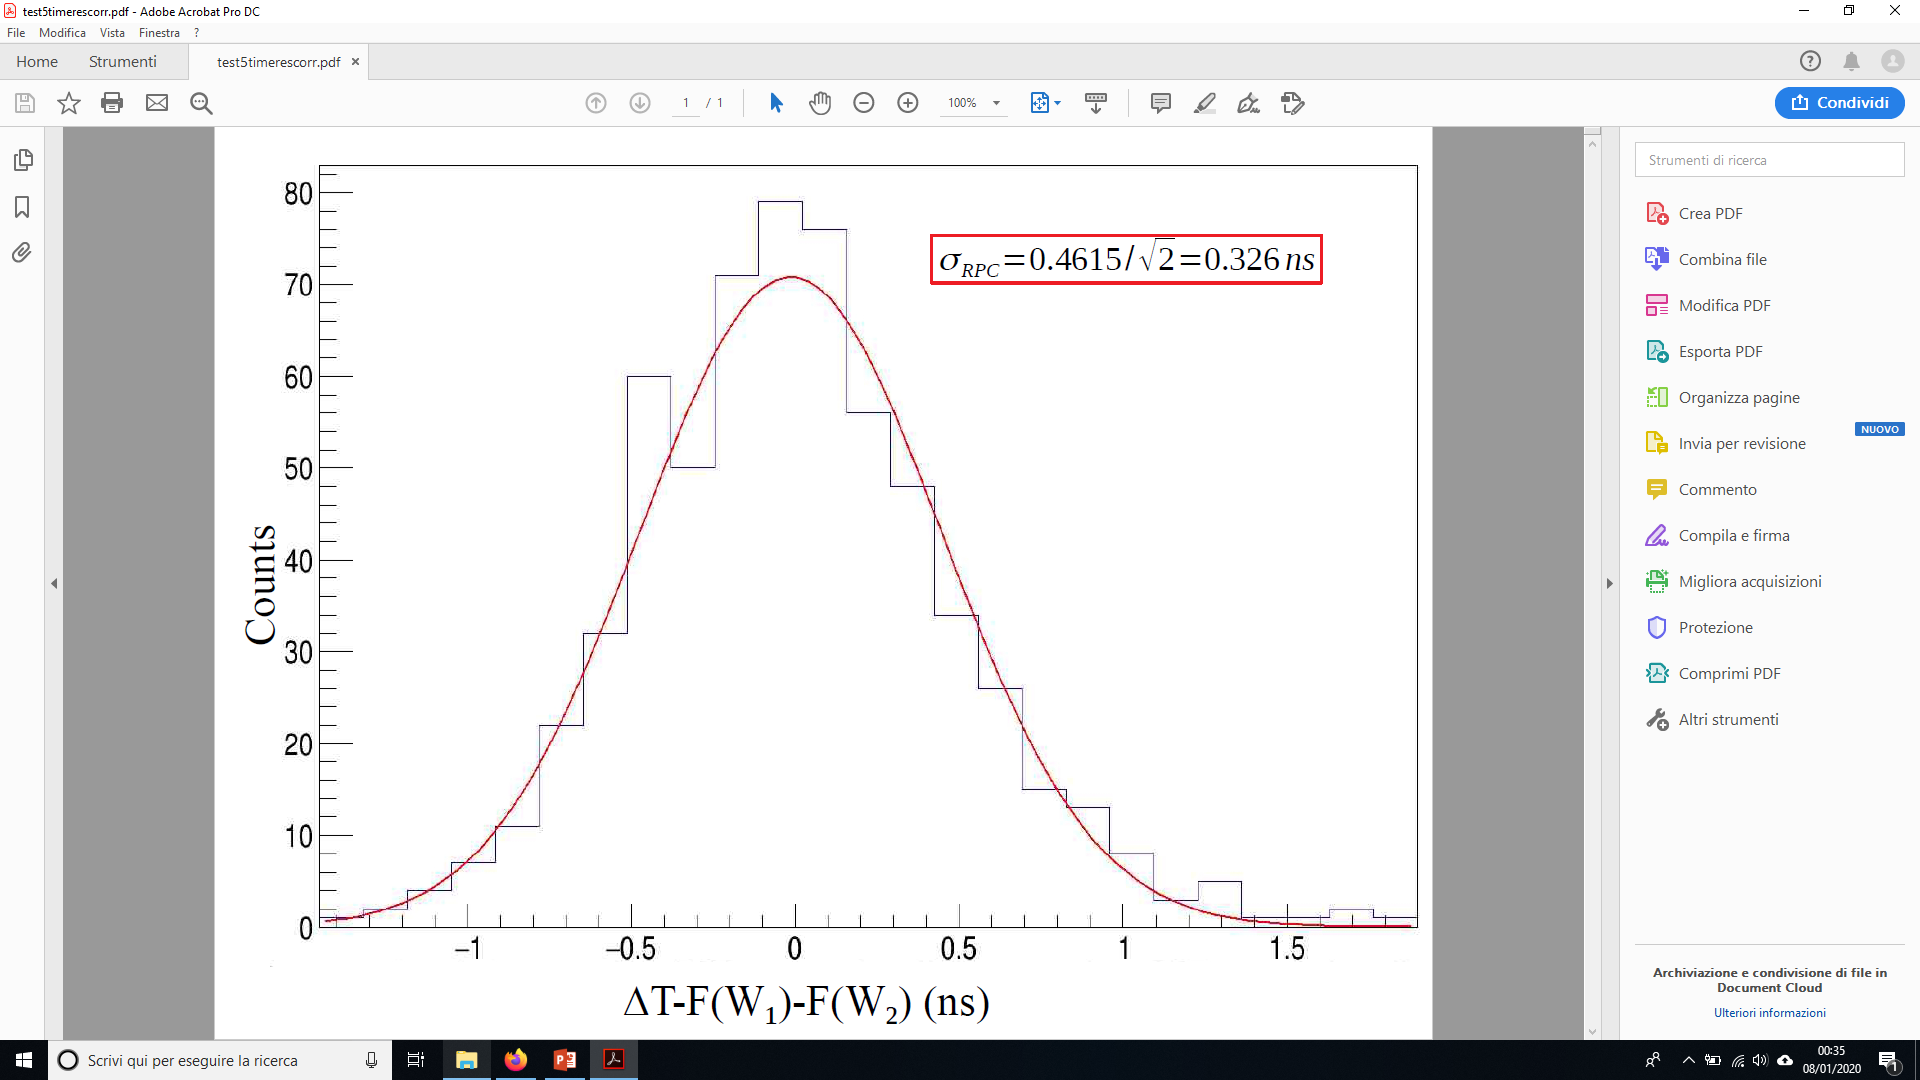 test5timerescorr.pdf - Adobe Acrobat Pro DC
File Modifica Vista Finestra ?
Home Strumenti test5timerescorr.pdf ×
1 / 1 100% Condividi
Strumenti di ricerca
Crea PDF
Combina file
Modifica PDF
Esporta PDF
Organizza pagine
NUOVO
Invia per revisione
Commento
Compila e firma
Migliora acquisizioni
Protezione
Comprimi PDF
Altri strumenti
Archiviazione e condivisione di file in
Document Cloud
Ulteriori informazioni
σRPC=0.4615/√2=0.326 ns
80
70
60
50
40
30
20
10
0
Counts
−1 −0.5 0 0.5 1 1.5
ΔT-F(W1)-F(W2) (ns)
Scrivi qui per eseguire la ricerca
00:35
08/01/2020
1